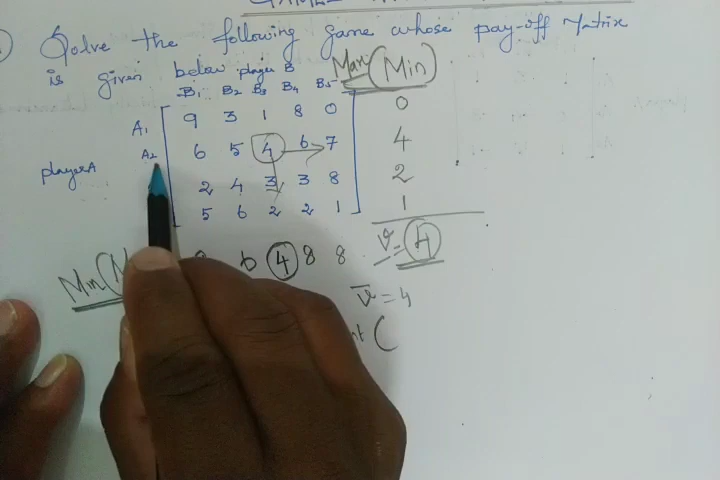 Solve the following game whose pay-off Matrix
is given below player B Max(Min)
B1 B2 B3 B4 B5
A1 9 3 1 8 0 0
player A A2 6 5 4 6 7 4
2 4 3 3 8 2
5 6 2 2 1 1
Min( 6 4 8 8 v = 4
v̄ = 4
(